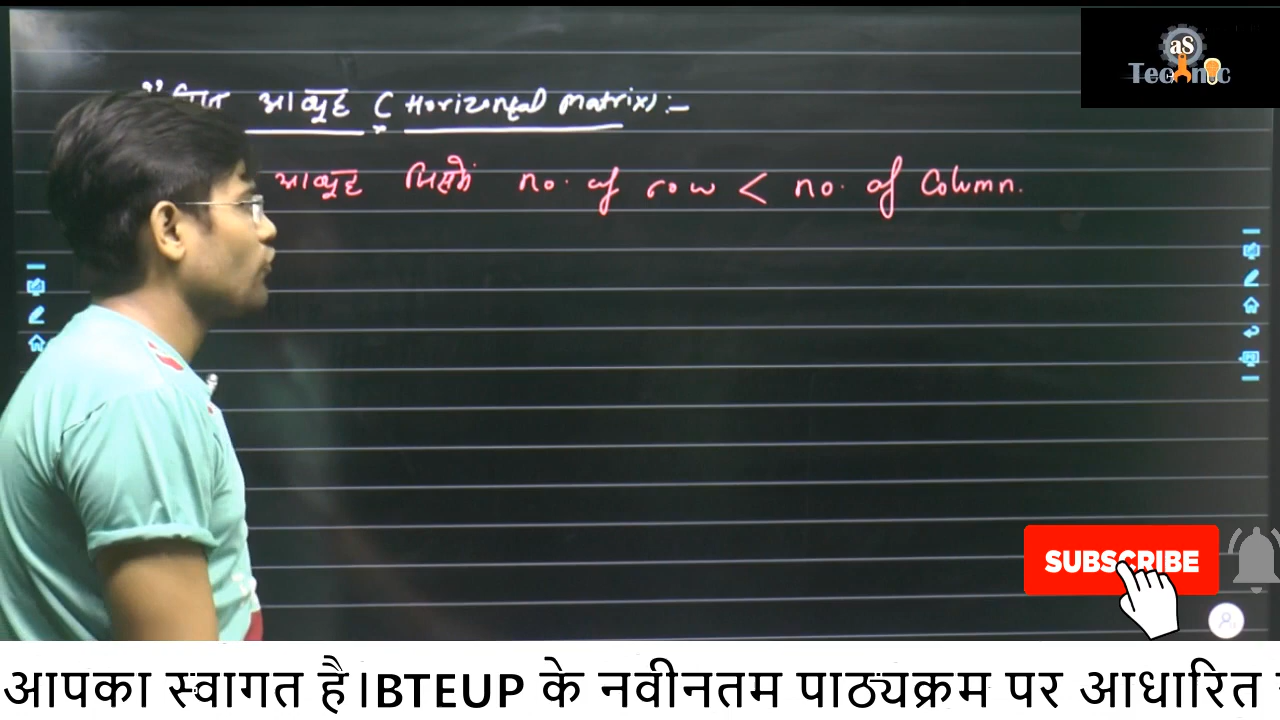 आव्यूह ( Horizontal matrix) :-
आव्यूह जिसमें no. of row < no. of Column.
aS
Tecnic
SUBSCRIBE
आपका स्वागत है।BTEUP के नवीनतम पाठ्यक्रम पर आधारित